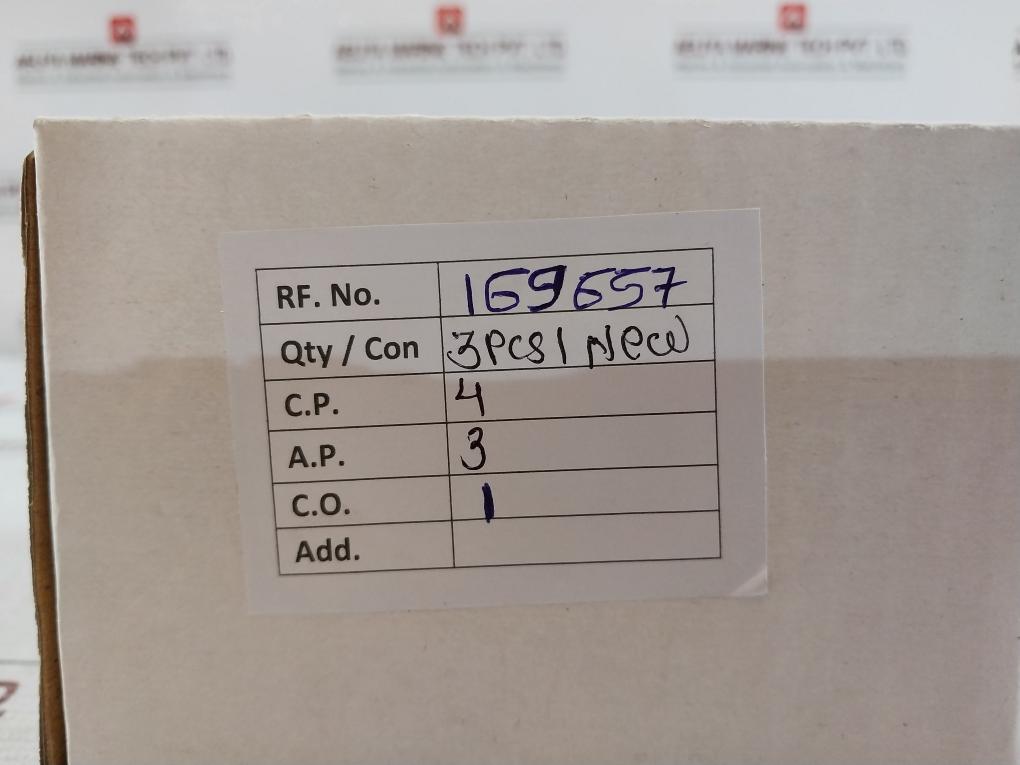 RF. No. 169657
Qty / Con 3Pcs / New
C.P. 4
A.P. 3
C.O. 1
Add.